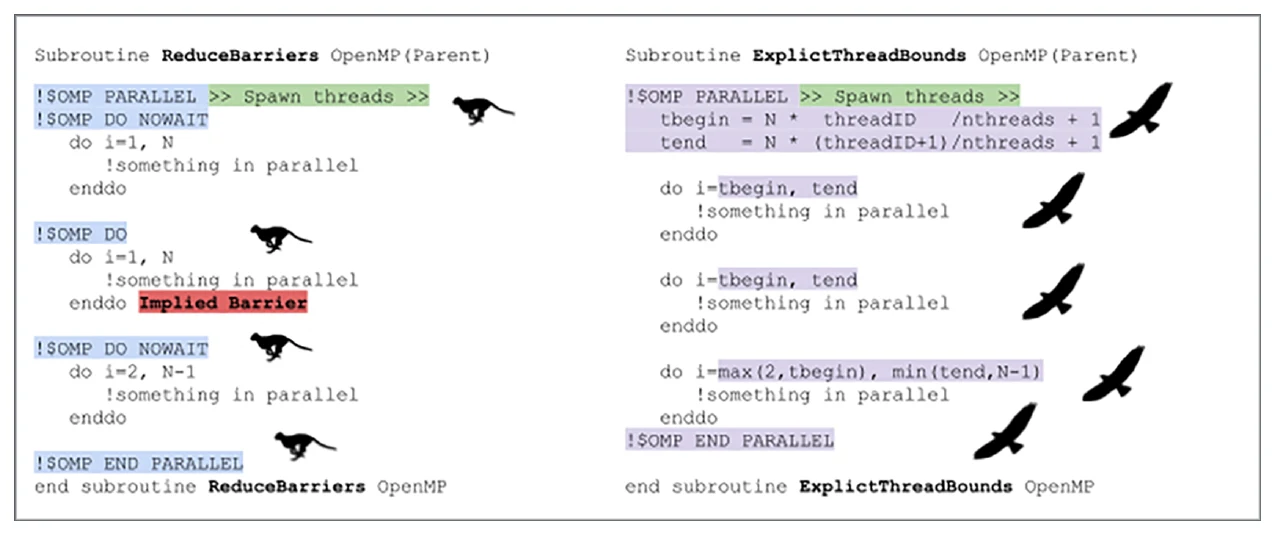 Subroutine ReduceBarriers OpenMP(Parent)
!$OMP PARALLEL >> Spawn threads >>
!$OMP DO NOWAIT
do i=1, N
!something in parallel
enddo
!$OMP DO
do i=1, N
!something in parallel
enddo Implied Barrier
!$OMP DO NOWAIT
do i=2, N-1
!something in parallel
enddo
!$OMP END PARALLEL
end subroutine ReduceBarriers OpenMP
Subroutine ExplictThreadBounds OpenMP(Parent)
!$OMP PARALLEL >> Spawn threads >>
tbegin = N * threadID /nthreads + 1
tend = N * (threadID+1)/nthreads + 1
do i=tbegin, tend
!something in parallel
enddo
do i=tbegin, tend
!something in parallel
enddo
do i=max(2,tbegin), min(tend,N-1)
!something in parallel
enddo
!$OMP END PARALLEL
end subroutine ExplictThreadBounds OpenMP